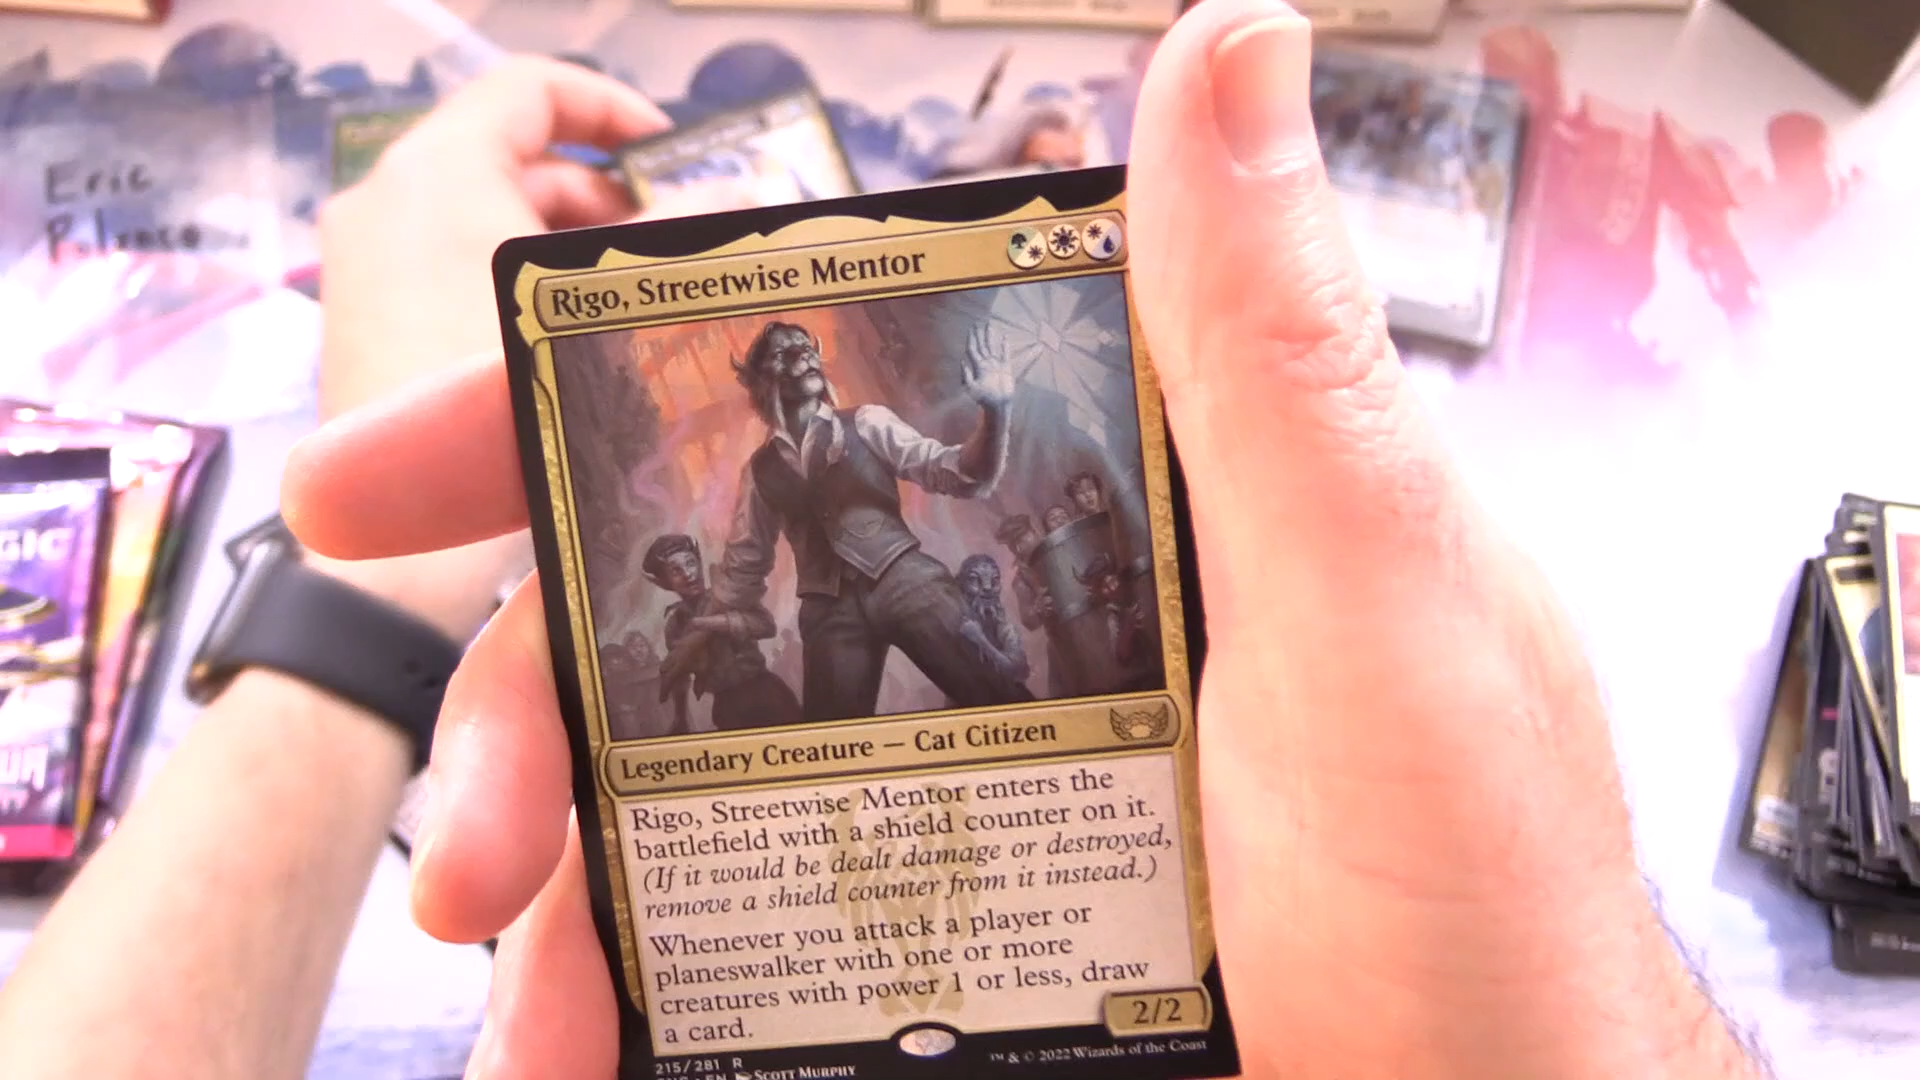 Eric
Rigo, Streetwise Mentor
Legendary Creature — Cat Citizen
Rigo, Streetwise Mentor enters the
battlefield with a shield counter on it.
(If it would be dealt damage or destroyed,
remove a shield counter from it instead.)
Whenever you attack a player or
planeswalker with one or more
creatures with power 1 or less, draw
a card.
2/2
215/281 R
SCOTT MURPHY
™ & © 2022 Wizards of the Coast